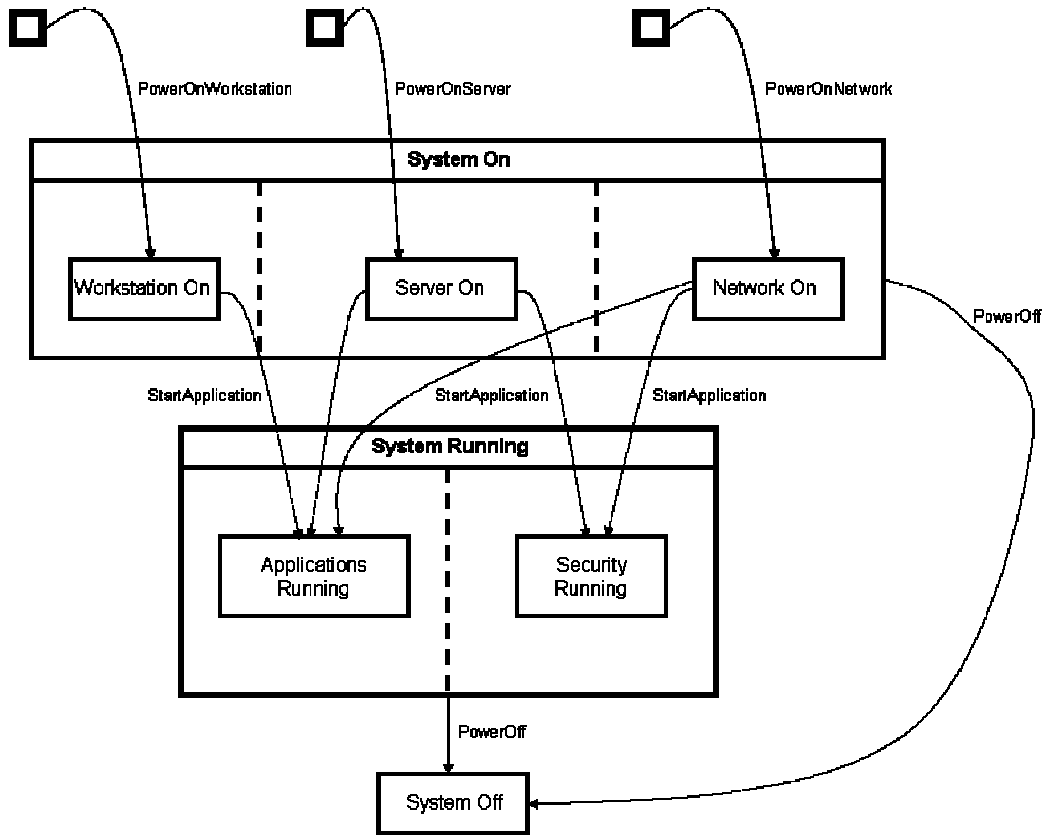 PowerOnWorkstation
PowerOnServer
PowerOnNetwork
System On
Workstation On
Server On
Network On
PowerOff
StartApplication
StartApplication
StartApplication
System Running
Applications
Running
Security
Running
PowerOff
System Off